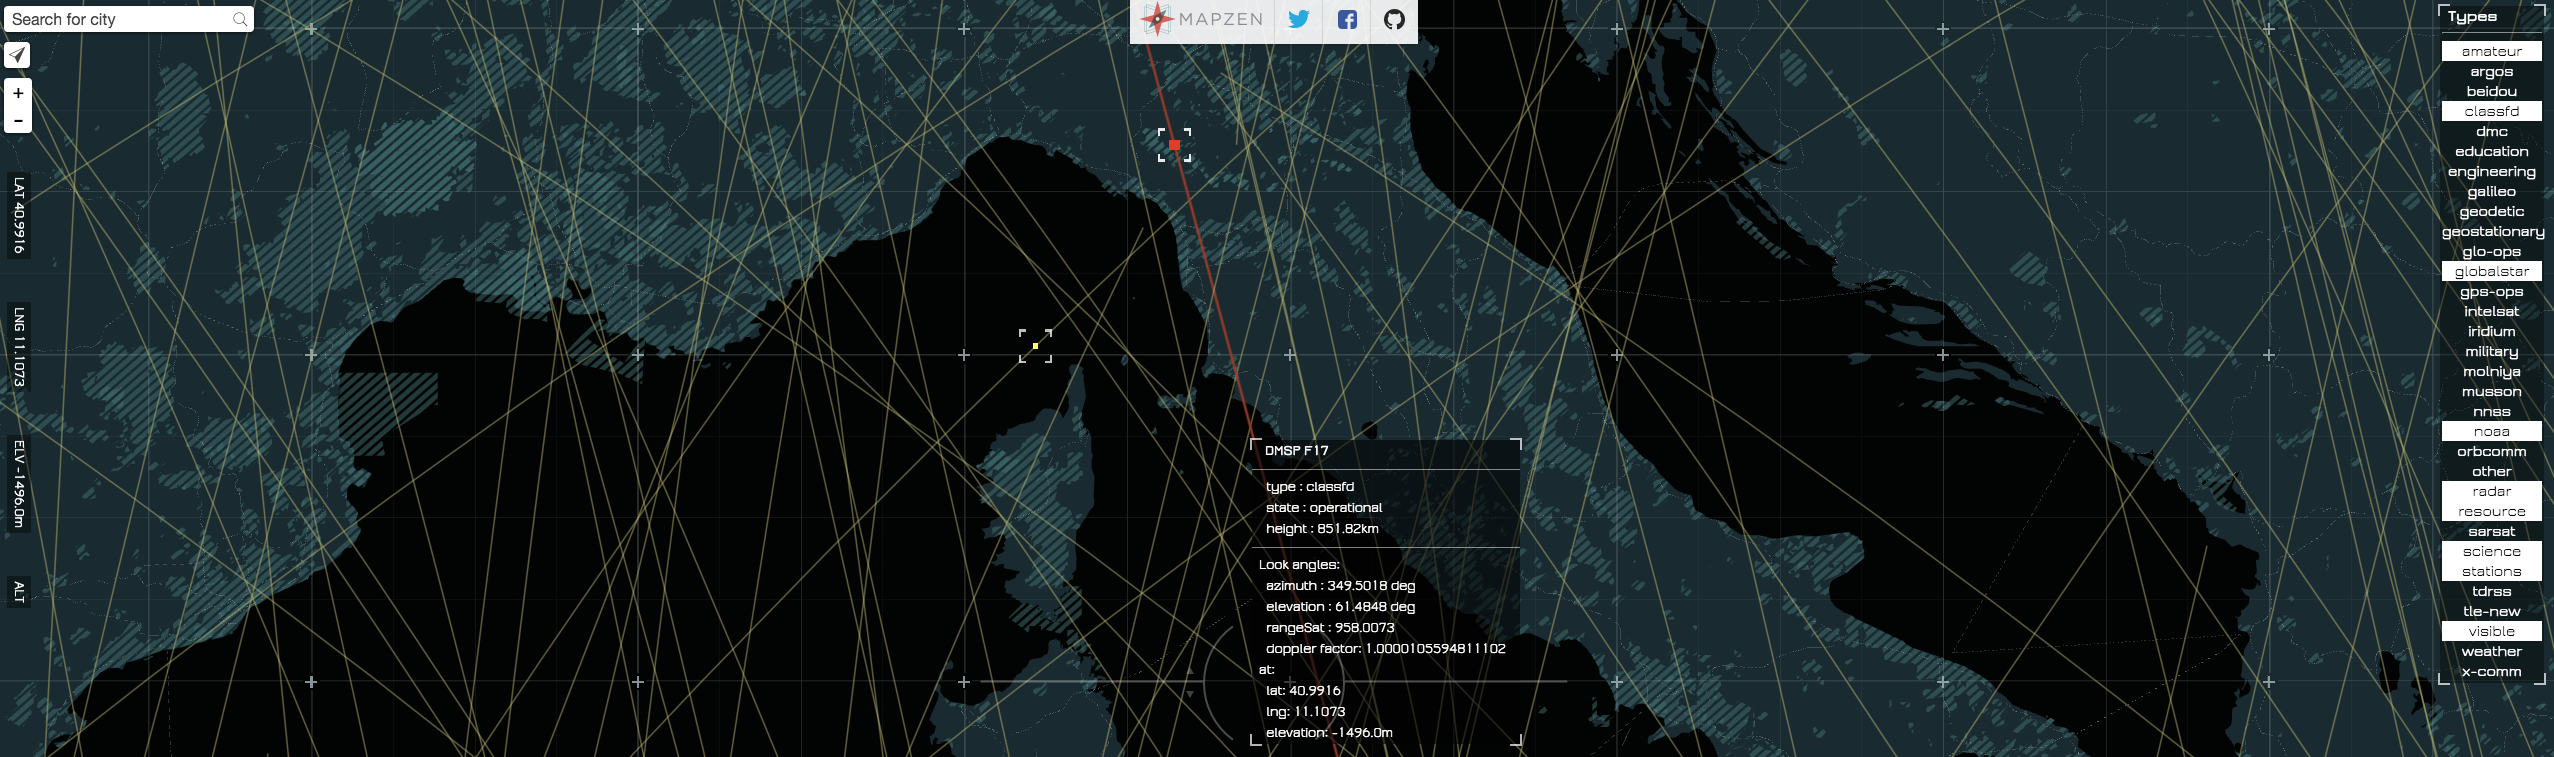 Search for city
MAPZEN
+
-
LAT 40.9916
LNG 11.1073
ELV -1496.0m
ALT
DMSP F17
type : classfd
state : operational
height : 851.82km
Look angles:
azimuth : 349.5018 deg
elevation : 61.4848 deg
rangeSat : 958.0073
doppler factor: 1.0000105594811102
at:
lat: 40.9916
lng: 11.1073
elevation: -1496.0m
Types
amateur
argos
beidou
classfd
dmc
education
engineering
galileo
geodetic
geostationary
glo-ops
globalstar
gps-ops
intelsat
iridium
military
molniya
musson
nnss
noaa
orbcomm
other
radar
resource
sarsat
science
stations
tdrss
tle-new
visible
weather
x-comm